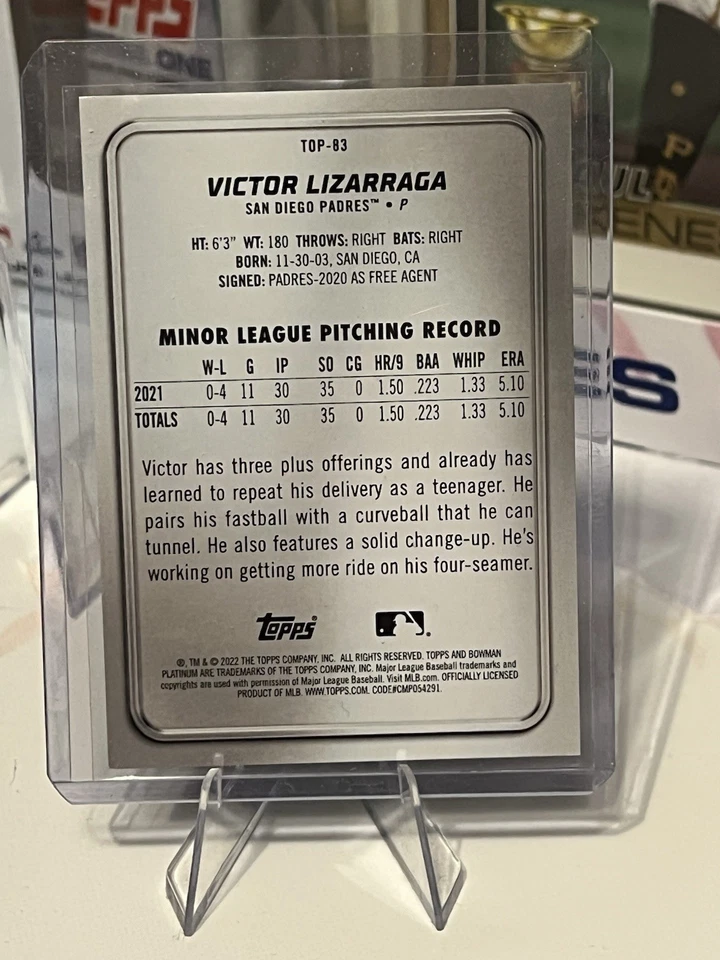 TOP-83
VICTOR LIZARRAGA
SAN DIEGO PADRES™ • P
HT: 6'3" WT: 180 THROWS: RIGHT BATS: RIGHT
BORN: 11-30-03, SAN DIEGO, CA
SIGNED: PADRES-2020 AS FREE AGENT
MINOR LEAGUE PITCHING RECORD
W-L G IP SO CG HR/9 BAA WHIP ERA
2021 0-4 11 30 35 0 1.50 .223 1.33 5.10
TOTALS 0-4 11 30 35 0 1.50 .223 1.33 5.10
Victor has three plus offerings and already has
learned to repeat his delivery as a teenager. He
pairs his fastball with a curveball that he can
tunnel. He also features a solid change-up. He's
working on getting more ride on his four-seamer.
Topps®
®, TM & © 2022 THE TOPPS COMPANY, INC. ALL RIGHTS RESERVED. TOPPS AND BOWMAN
PLATINUM ARE TRADEMARKS OF THE TOPPS COMPANY, INC. Major League Baseball trademarks and
copyrights are used with permission of Major League Baseball. Visit MLB.com. OFFICIALLY LICENSED
PRODUCT OF MLB. WWW.TOPPS.COM. CODE#CMP054291.
ONE